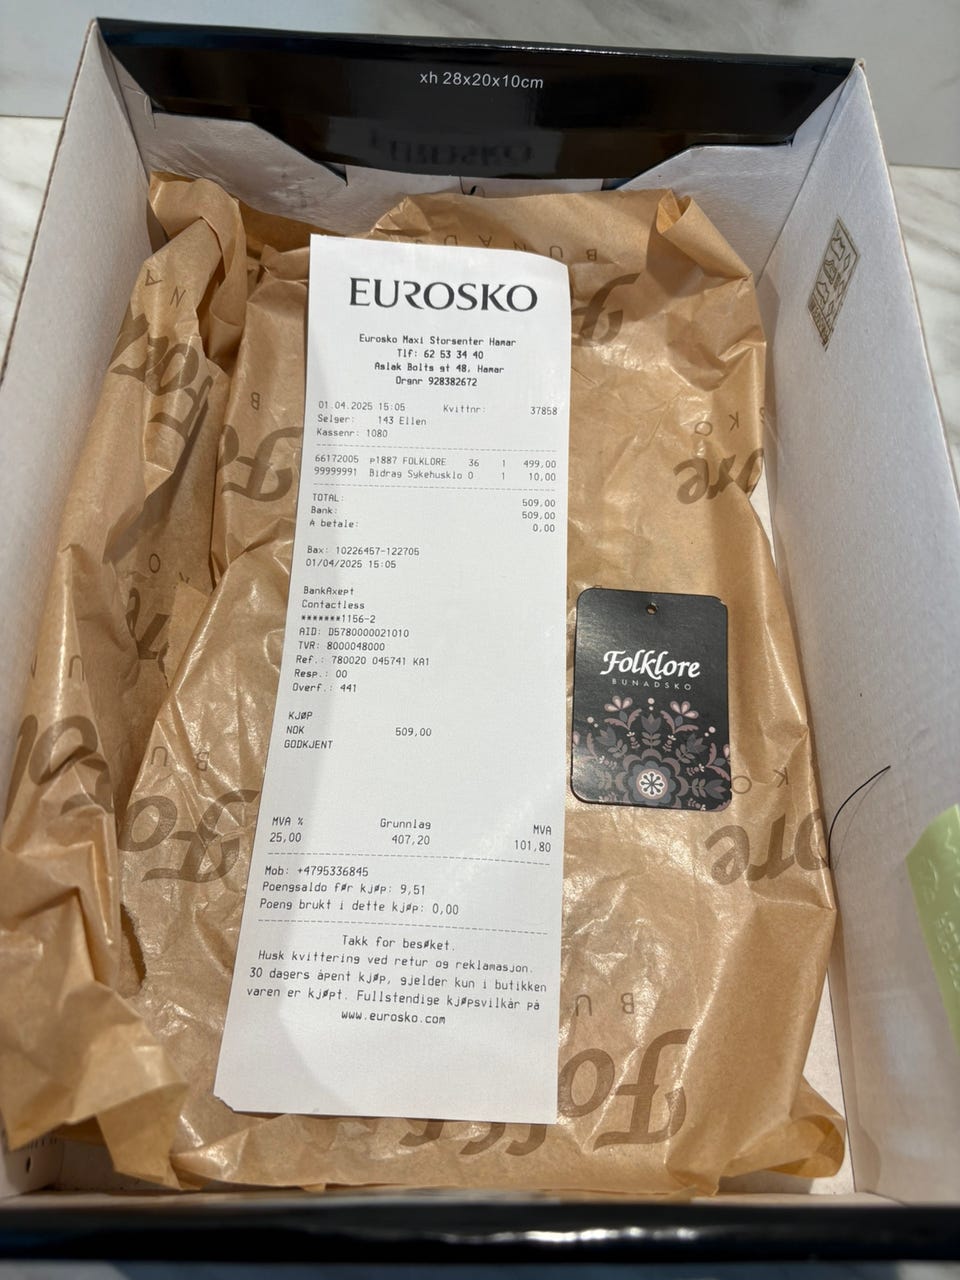 xh 28x20x10cm
EUROSKO
Eurosko Maxi Storsenter Hamar
Tlf: 62 53 34 40
Aslak Bolts gt 48, Hamar
Orgnr 928382672
01.04.2025 15:05 Kvittnr: 37858
Selger: 143 Ellen
Kassenr: 1080
66172005 p1887 FOLKLORE 36 1 499,00
99999991 Bidrag Sykehusklo 0 1 10,00
TOTAL: 509,00
Bank: 509,00
A betale: 0,00
Bax: 10226457-122705
01/04/2025 15:05
BankAxept
Contactless
*******1156-2
AID: D5780000021010
TVR: 8000048000
Ref.: 780020 045741 KA1
Resp.: 00
Overf.: 441
KJØP
NOK 509,00
GODKJENT
MVA % Grunnlag MVA
25,00 407,20 101,80
Mob: +4795336845
Poengsaldo før kjøp: 9,51
Poeng brukt i dette kjøp: 0,00
Takk for besøket.
Husk kvittering ved retur og reklamasjon.
30 dagers åpent kjøp, gjelder kun i butikken
varen er kjøpt. Fullstendige kjøpsvilkår på
www.eurosko.com
Folklore
BUNADSKO